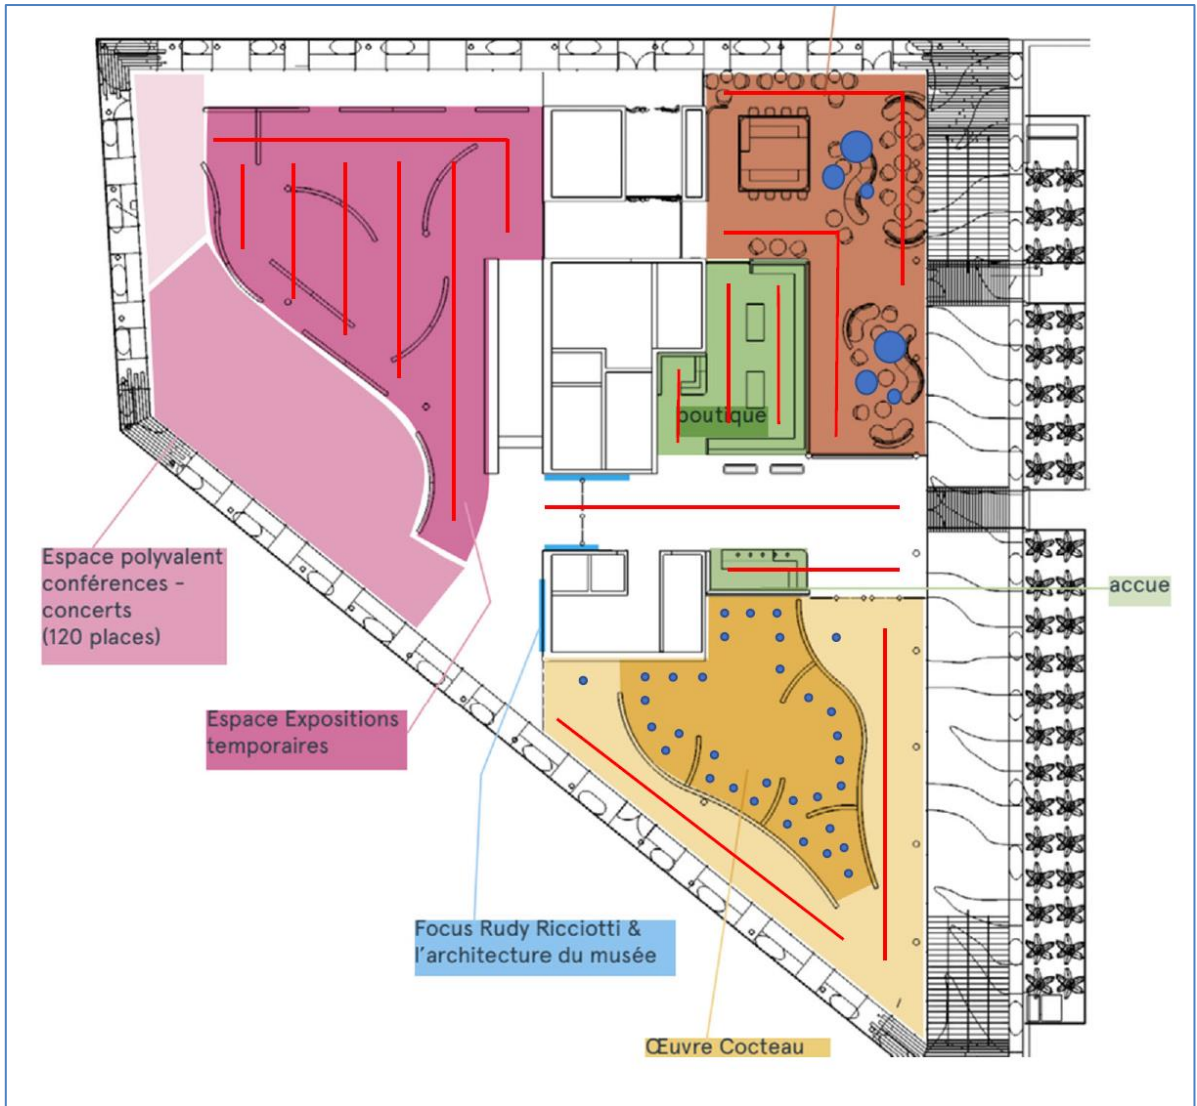 boutique
Espace polyvalent
conférences -
concerts
(120 places)
accue
Espace Expositions
temporaires
Focus Rudy Ricciotti &
l'architecture du musée
Œuvre Cocteau